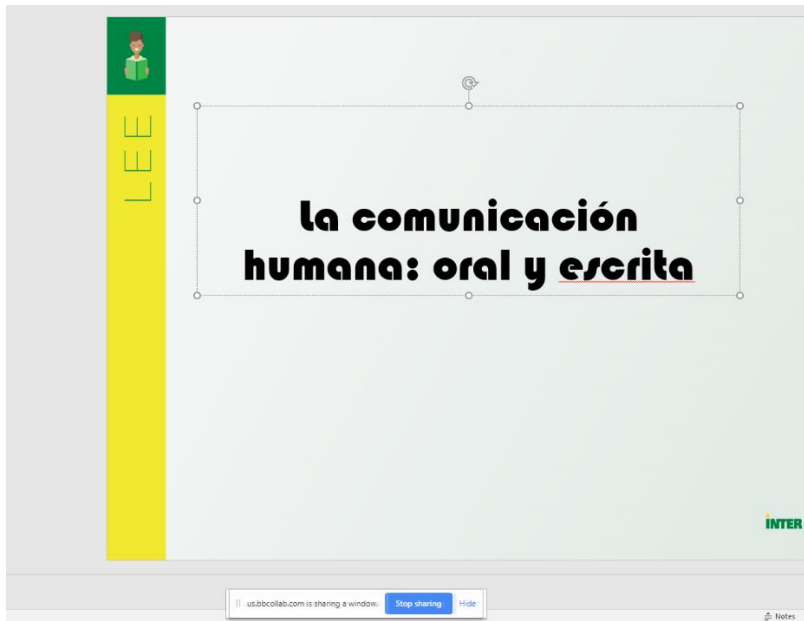 LEE
La comunicación
humana: oral y escrita
INTER
us.bbcollab.com is sharing a window.
Stop sharing
Hide
Notes